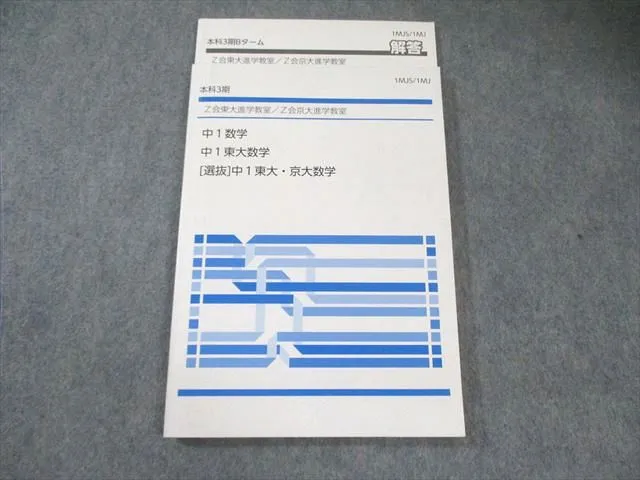 1MJS/1MJ
本科3期Bターム
解答
Ｚ会東大進学教室／Ｚ会京大進学教室
1MJS/1MJ
本科3期
Ｚ会東大進学教室／Ｚ会京大進学教室
中１数学
中１東大数学
[選抜]中１東大・京大数学